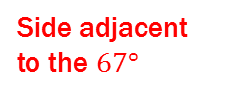 Side adjacent
to the 67°